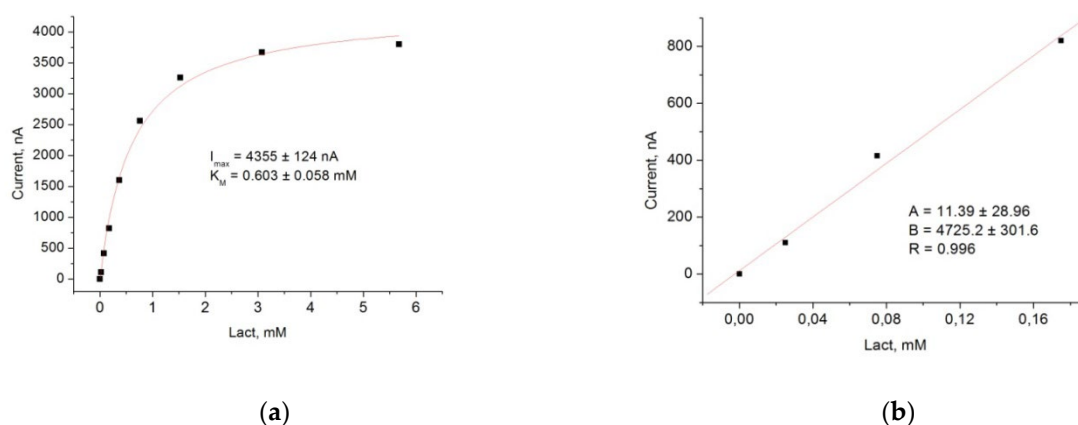 4000
3500
3000
2500
2000
1500
1000
500
0
Current, nA
I_max = 4355 ± 124 nA
K_M = 0.603 ± 0.058 mM
0 1 2 3 4 5 6
Lact, mM
(a)
800
600
400
200
0
Current, nA
A = 11.39 ± 28.96
B = 4725.2 ± 301.6
R = 0.996
0,00 0,04 0,08 0,12 0,16
Lact, mM
(b)